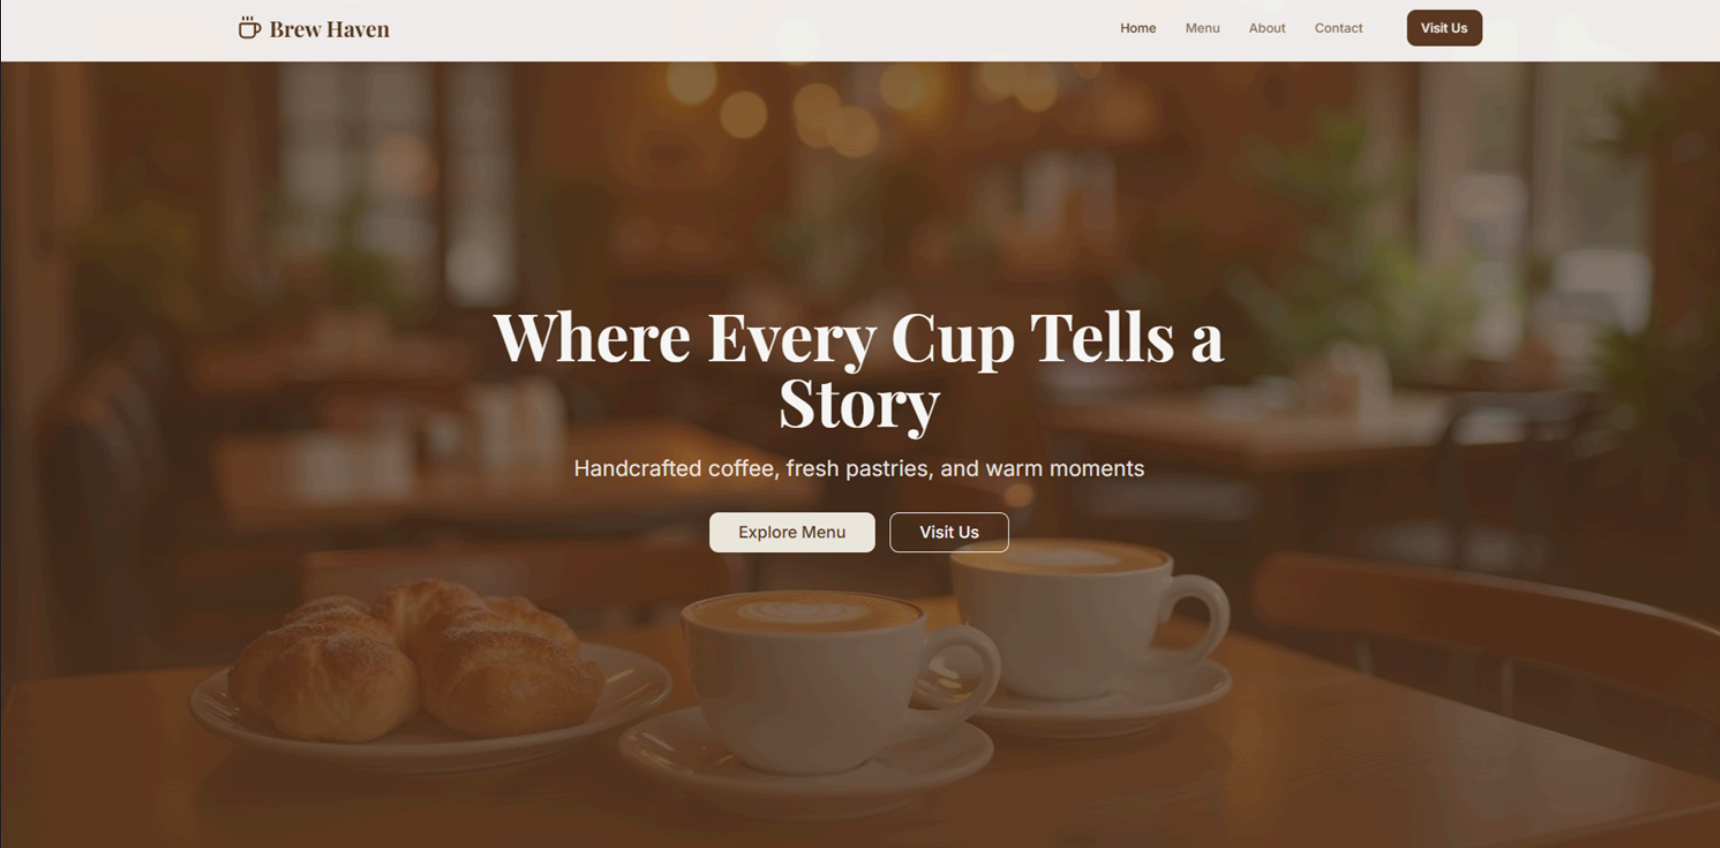 Brew Haven
Home
Menu
About
Contact
Visit Us
Where Every Cup Tells a
Story
Handcrafted coffee, fresh pastries, and warm moments
Explore Menu
Visit Us